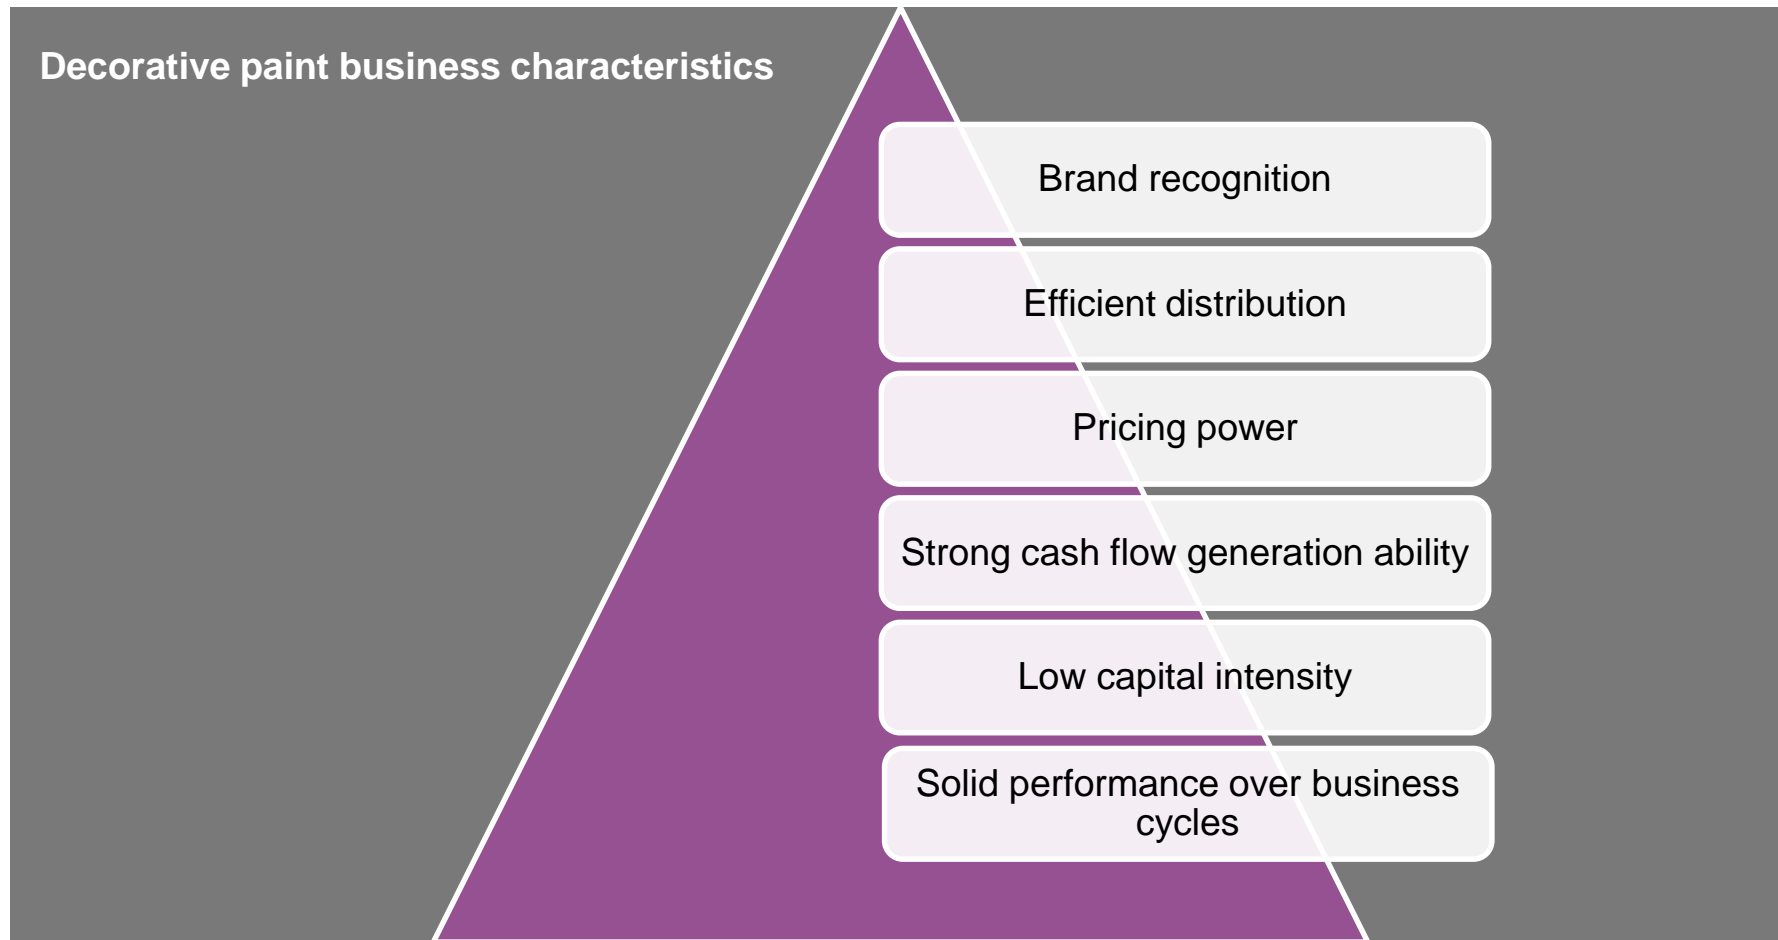 Decorative paint business characteristics
Brand recognition
Efficient distribution
Pricing power
Strong cash flow generation ability
Low capital intensity
Solid performance over business
cycles